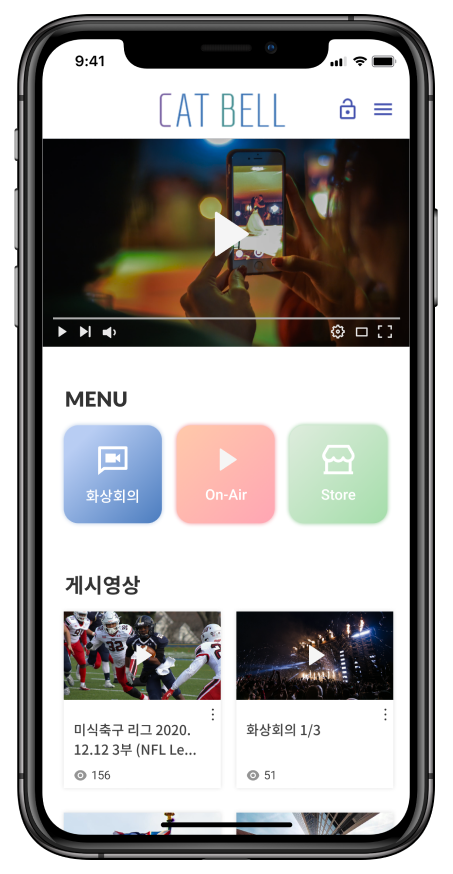 9:41
CAT BELL
MENU
화상회의
On-Air
Store
게시영상
미식축구 리그 2020.
12.12 3부 (NFL Le...
156
화상회의 1/3
51